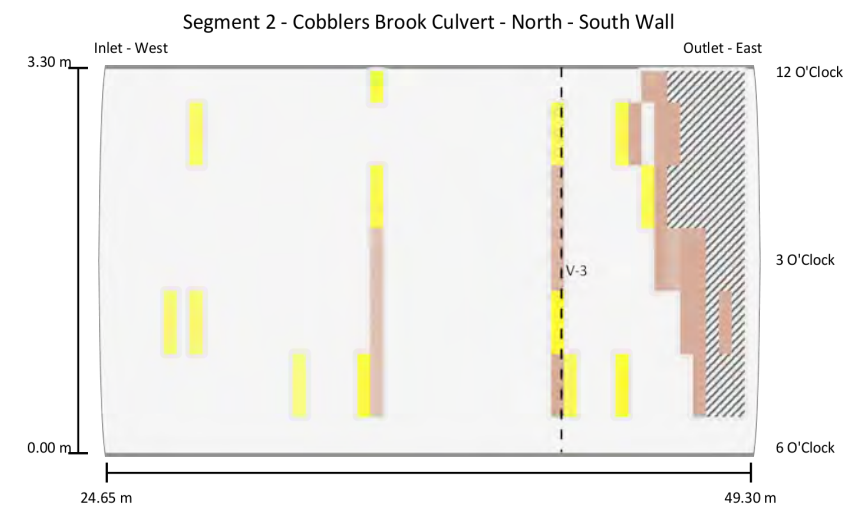 Segment 2 - Cobblers Brook Culvert - North - South Wall
Inlet - West
Outlet - East
3.30 m
12 O'Clock
3 O'Clock
V-3
0.00 m
6 O'Clock
24.65 m
49.30 m